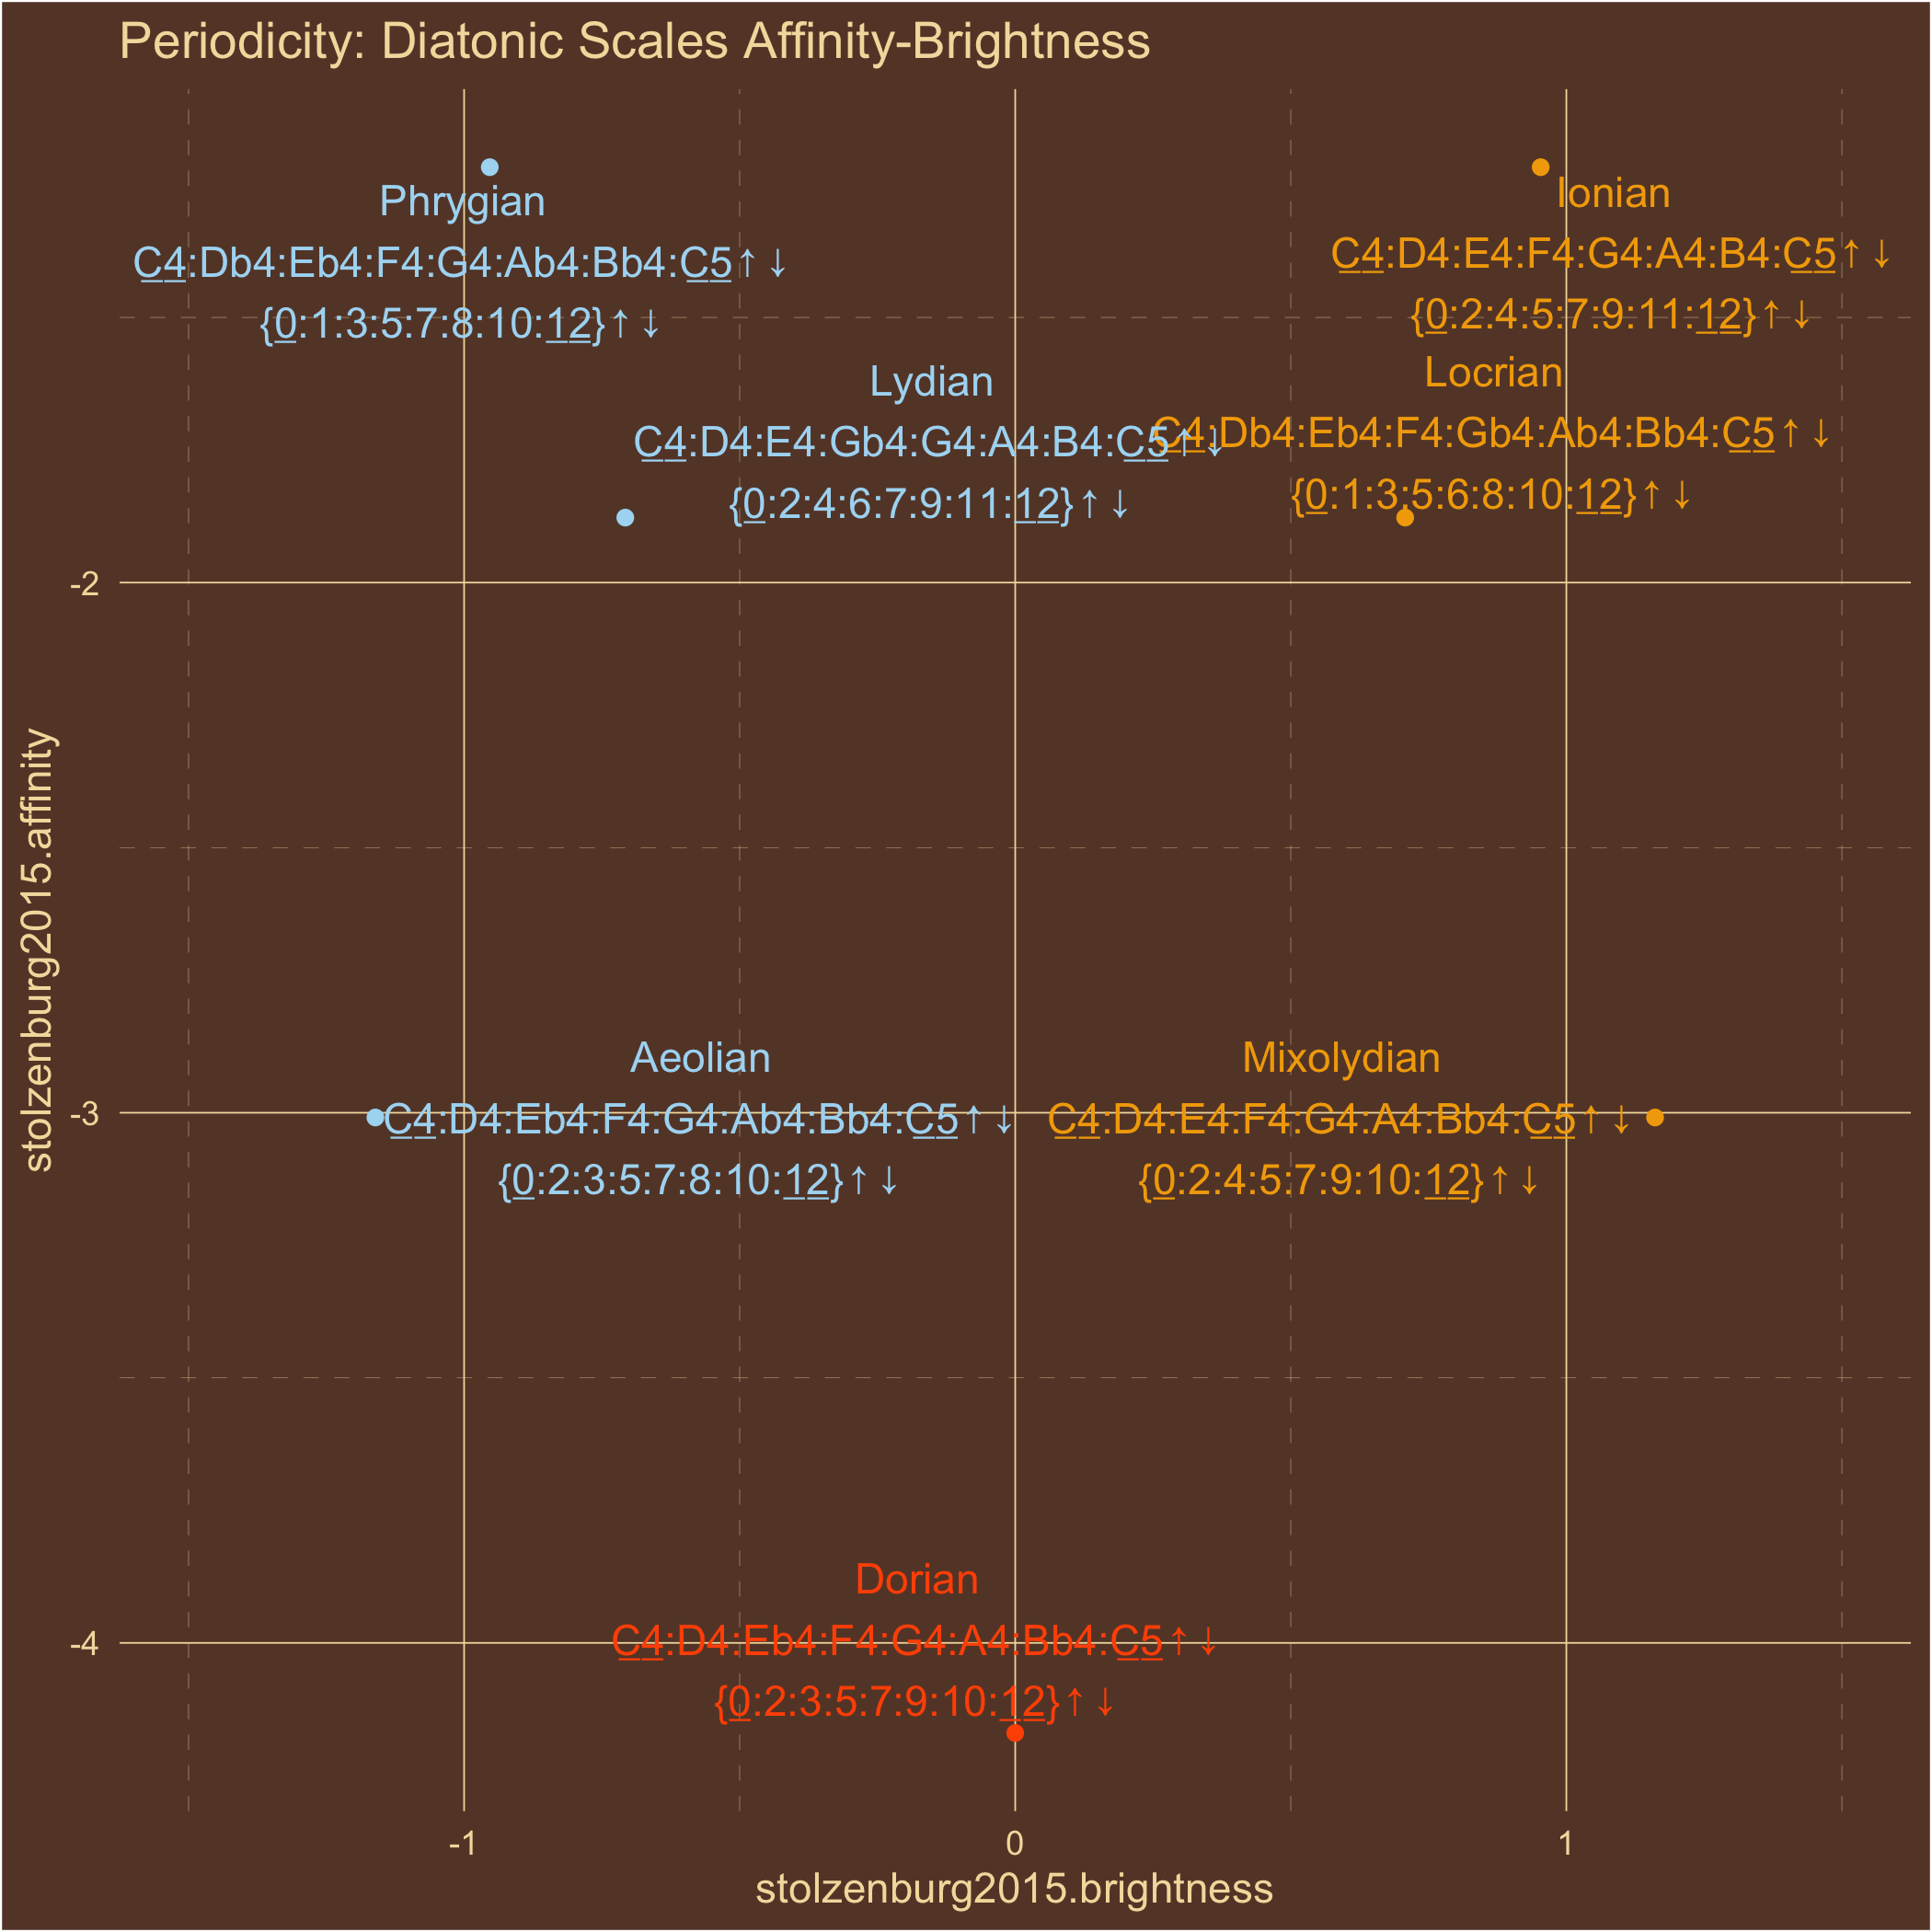 Periodicity: Diatonic Scales Affinity-Brightness
Phrygian
C4:Db4:Eb4:F4:G4:Ab4:Bb4:C5↑↓
{0:1:3:5:7:8:10:12}↑↓
Ionian
C4:D4:E4:F4:G4:A4:B4:C5↑↓
{0:2:4:5:7:9:11:12}↑↓
Lydian
C4:D4:E4:Gb4:G4:A4:B4:C5↑↓
{0:2:4:6:7:9:11:12}↑↓
Locrian
C4:Db4:Eb4:F4:Gb4:Ab4:Bb4:C5↑↓
{0:1:3:5:6:8:10:12}↑↓
-2
stolzenburg2015.affinity
Aeolian
C4:D4:Eb4:F4:G4:Ab4:Bb4:C5↑↓
{0:2:3:5:7:8:10:12}↑↓
Mixolydian
C4:D4:E4:F4:G4:A4:Bb4:C5↑↓
{0:2:4:5:7:9:10:12}↑↓
-3
Dorian
C4:D4:Eb4:F4:G4:A4:Bb4:C5↑↓
{0:2:3:5:7:9:10:12}↑↓
-4
-1 0 1
stolzenburg2015.brightness